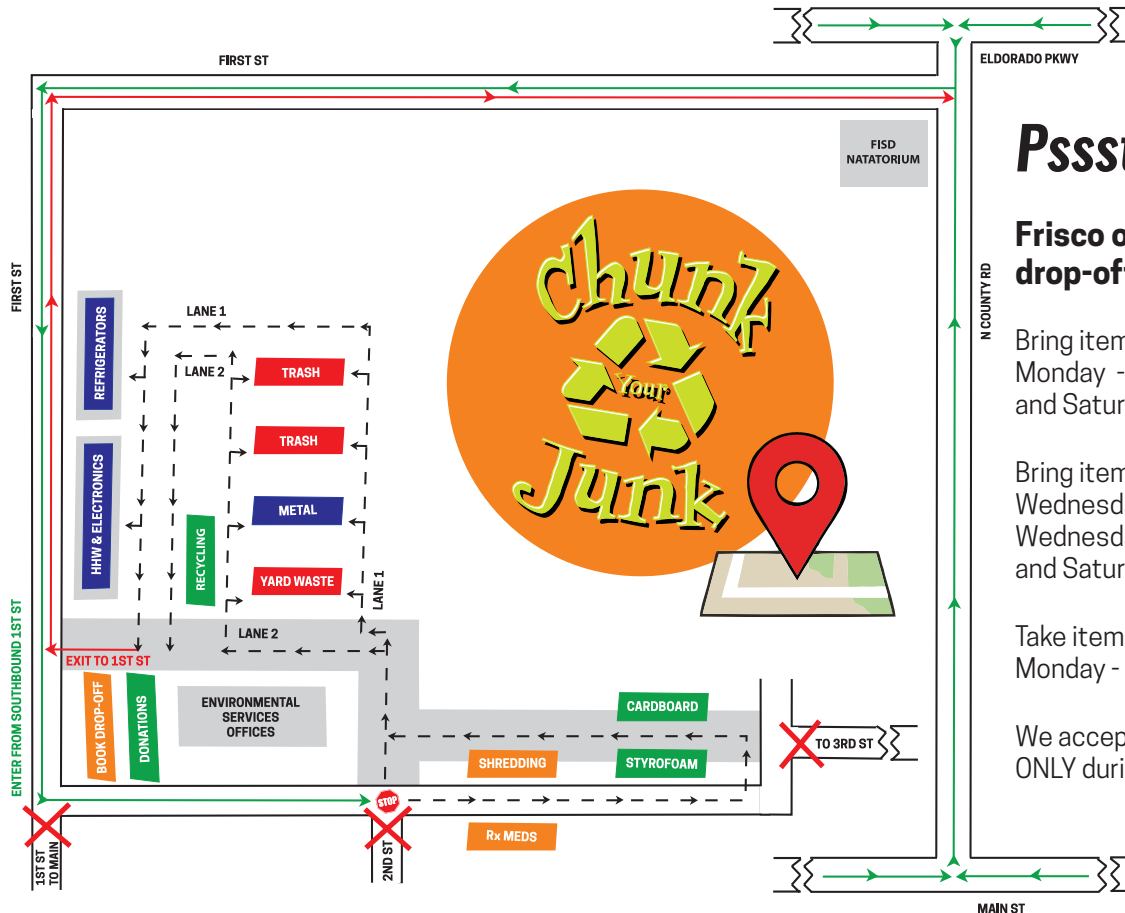 FIRST ST
ELDORADO PKWY
FISD
NATATORIUM
N COUNTY RD
FIRST ST
ENTER FROM SOUTHBOUND 1ST ST
Chunk
Your
Junk
LANE 1
LANE 2
REFRIGERATORS
HHW & ELECTRONICS
RECYCLING
TRASH
TRASH
METAL
YARD WASTE
LANE 1
LANE 2
EXIT TO 1ST ST
BOOK DROP-OFF
DONATIONS
ENVIRONMENTAL
SERVICES
OFFICES
CARDBOARD
SHREDDING
STYROFOAM
TO 3RD ST
STOP
Rx MEDS
1ST ST
TO MAIN
2ND ST
MAIN ST
Pssst
Frisco
drop-of
Bring item
Monday -
and Satur
Bring item
Wednesd
Wednesd
and Satur
Take item
Monday -
We accep
ONLY duri